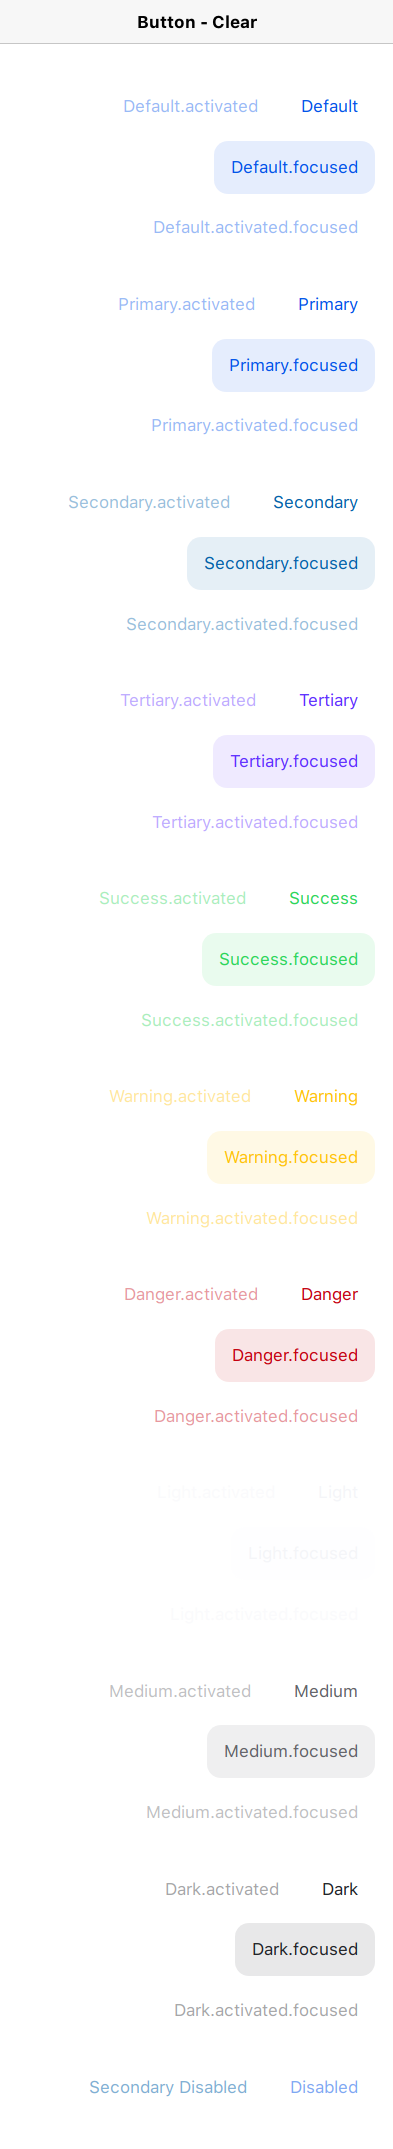 Button - Clear
Default.activated Default
Default.focused
Default.activated.focused
Primary.activated Primary
Primary.focused
Primary.activated.focused
Secondary.activated Secondary
Secondary.focused
Secondary.activated.focused
Tertiary.activated Tertiary
Tertiary.focused
Tertiary.activated.focused
Success.activated Success
Success.focused
Success.activated.focused
Warning.activated Warning
Warning.focused
Warning.activated.focused
Danger.activated Danger
Danger.focused
Danger.activated.focused
Light.activated Light
Light.focused
Light.activated.focused
Medium.activated Medium
Medium.focused
Medium.activated.focused
Dark.activated Dark
Dark.focused
Dark.activated.focused
Secondary Disabled Disabled